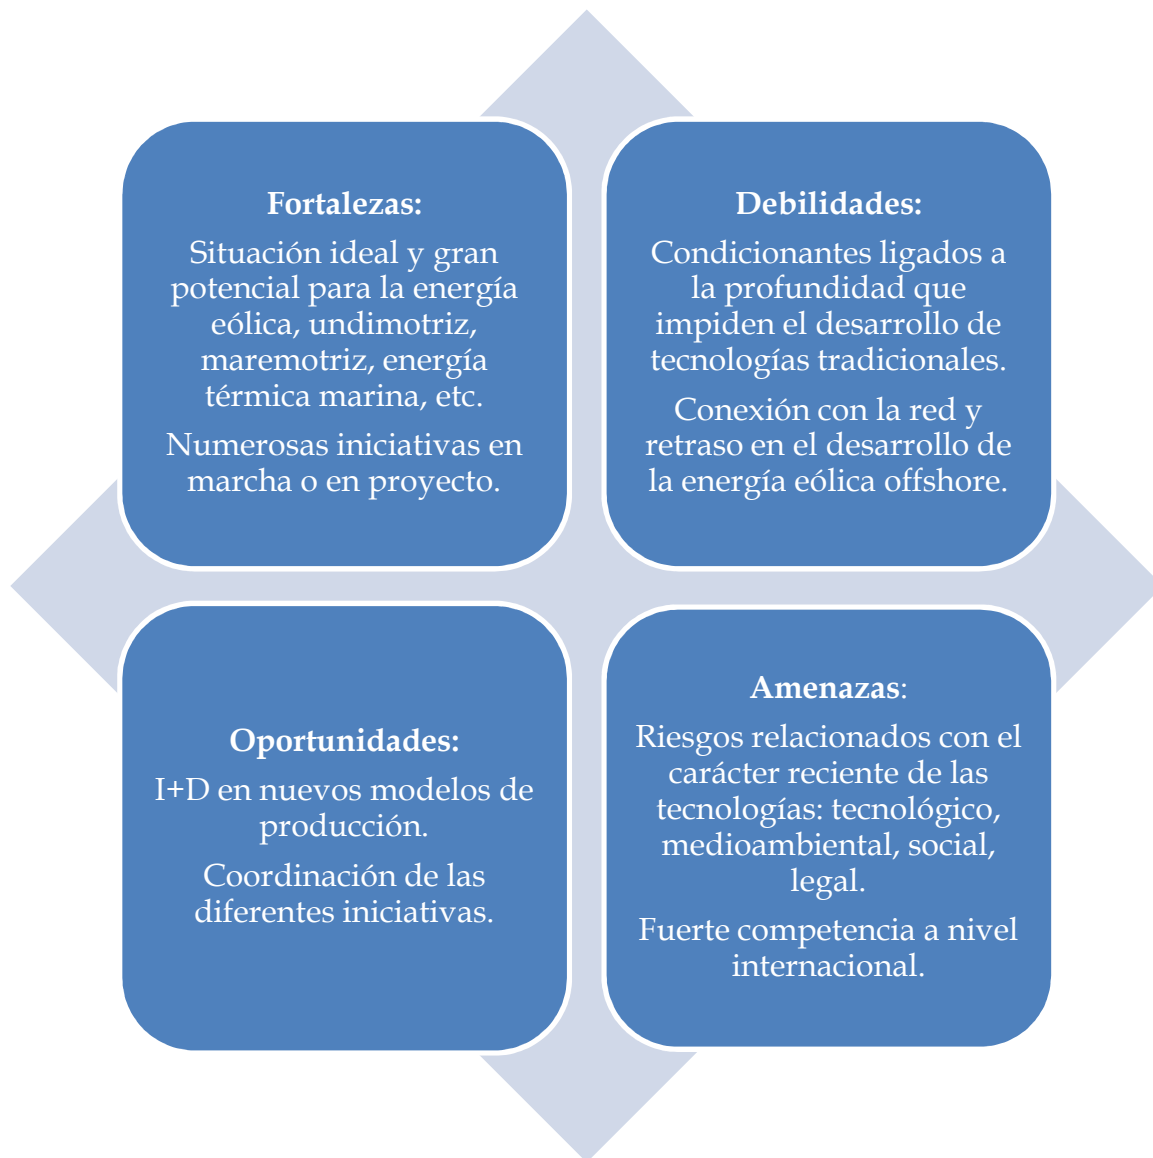 Fortalezas:
Situación ideal y gran
potencial para la energía
eólica, undimotriz,
maremotriz, energía
térmica marina, etc.
Numerosas iniciativas en
marcha o en proyecto.
Debilidades:
Condicionantes ligados a
la profundidad que
impiden el desarrollo de
tecnologías tradicionales.
Conexión con la red y
retraso en el desarrollo de
la energía eólica offshore.
Oportunidades:
I+D en nuevos modelos de
producción.
Coordinación de las
diferentes iniciativas.
Amenazas:
Riesgos relacionados con el
carácter reciente de las
tecnologías: tecnológico,
medioambiental, social,
legal.
Fuerte competencia a nivel
internacional.